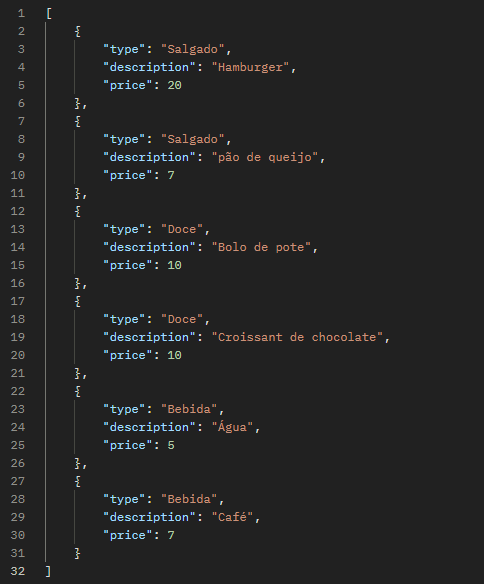 1 [
2     {
3         "type": "Salgado",
4         "description": "Hamburger",
5         "price": 20
6     },
7     {
8         "type": "Salgado",
9         "description": "pão de queijo",
10         "price": 7
11     },
12     {
13         "type": "Doce",
14         "description": "Bolo de pote",
15         "price": 10
16     },
17     {
18         "type": "Doce",
19         "description": "Croissant de chocolate",
20         "price": 10
21     },
22     {
23         "type": "Bebida",
24         "description": "Água",
25         "price": 5
26     },
27     {
28         "type": "Bebida",
29         "description": "Café",
30         "price": 7
31     }
32 ]